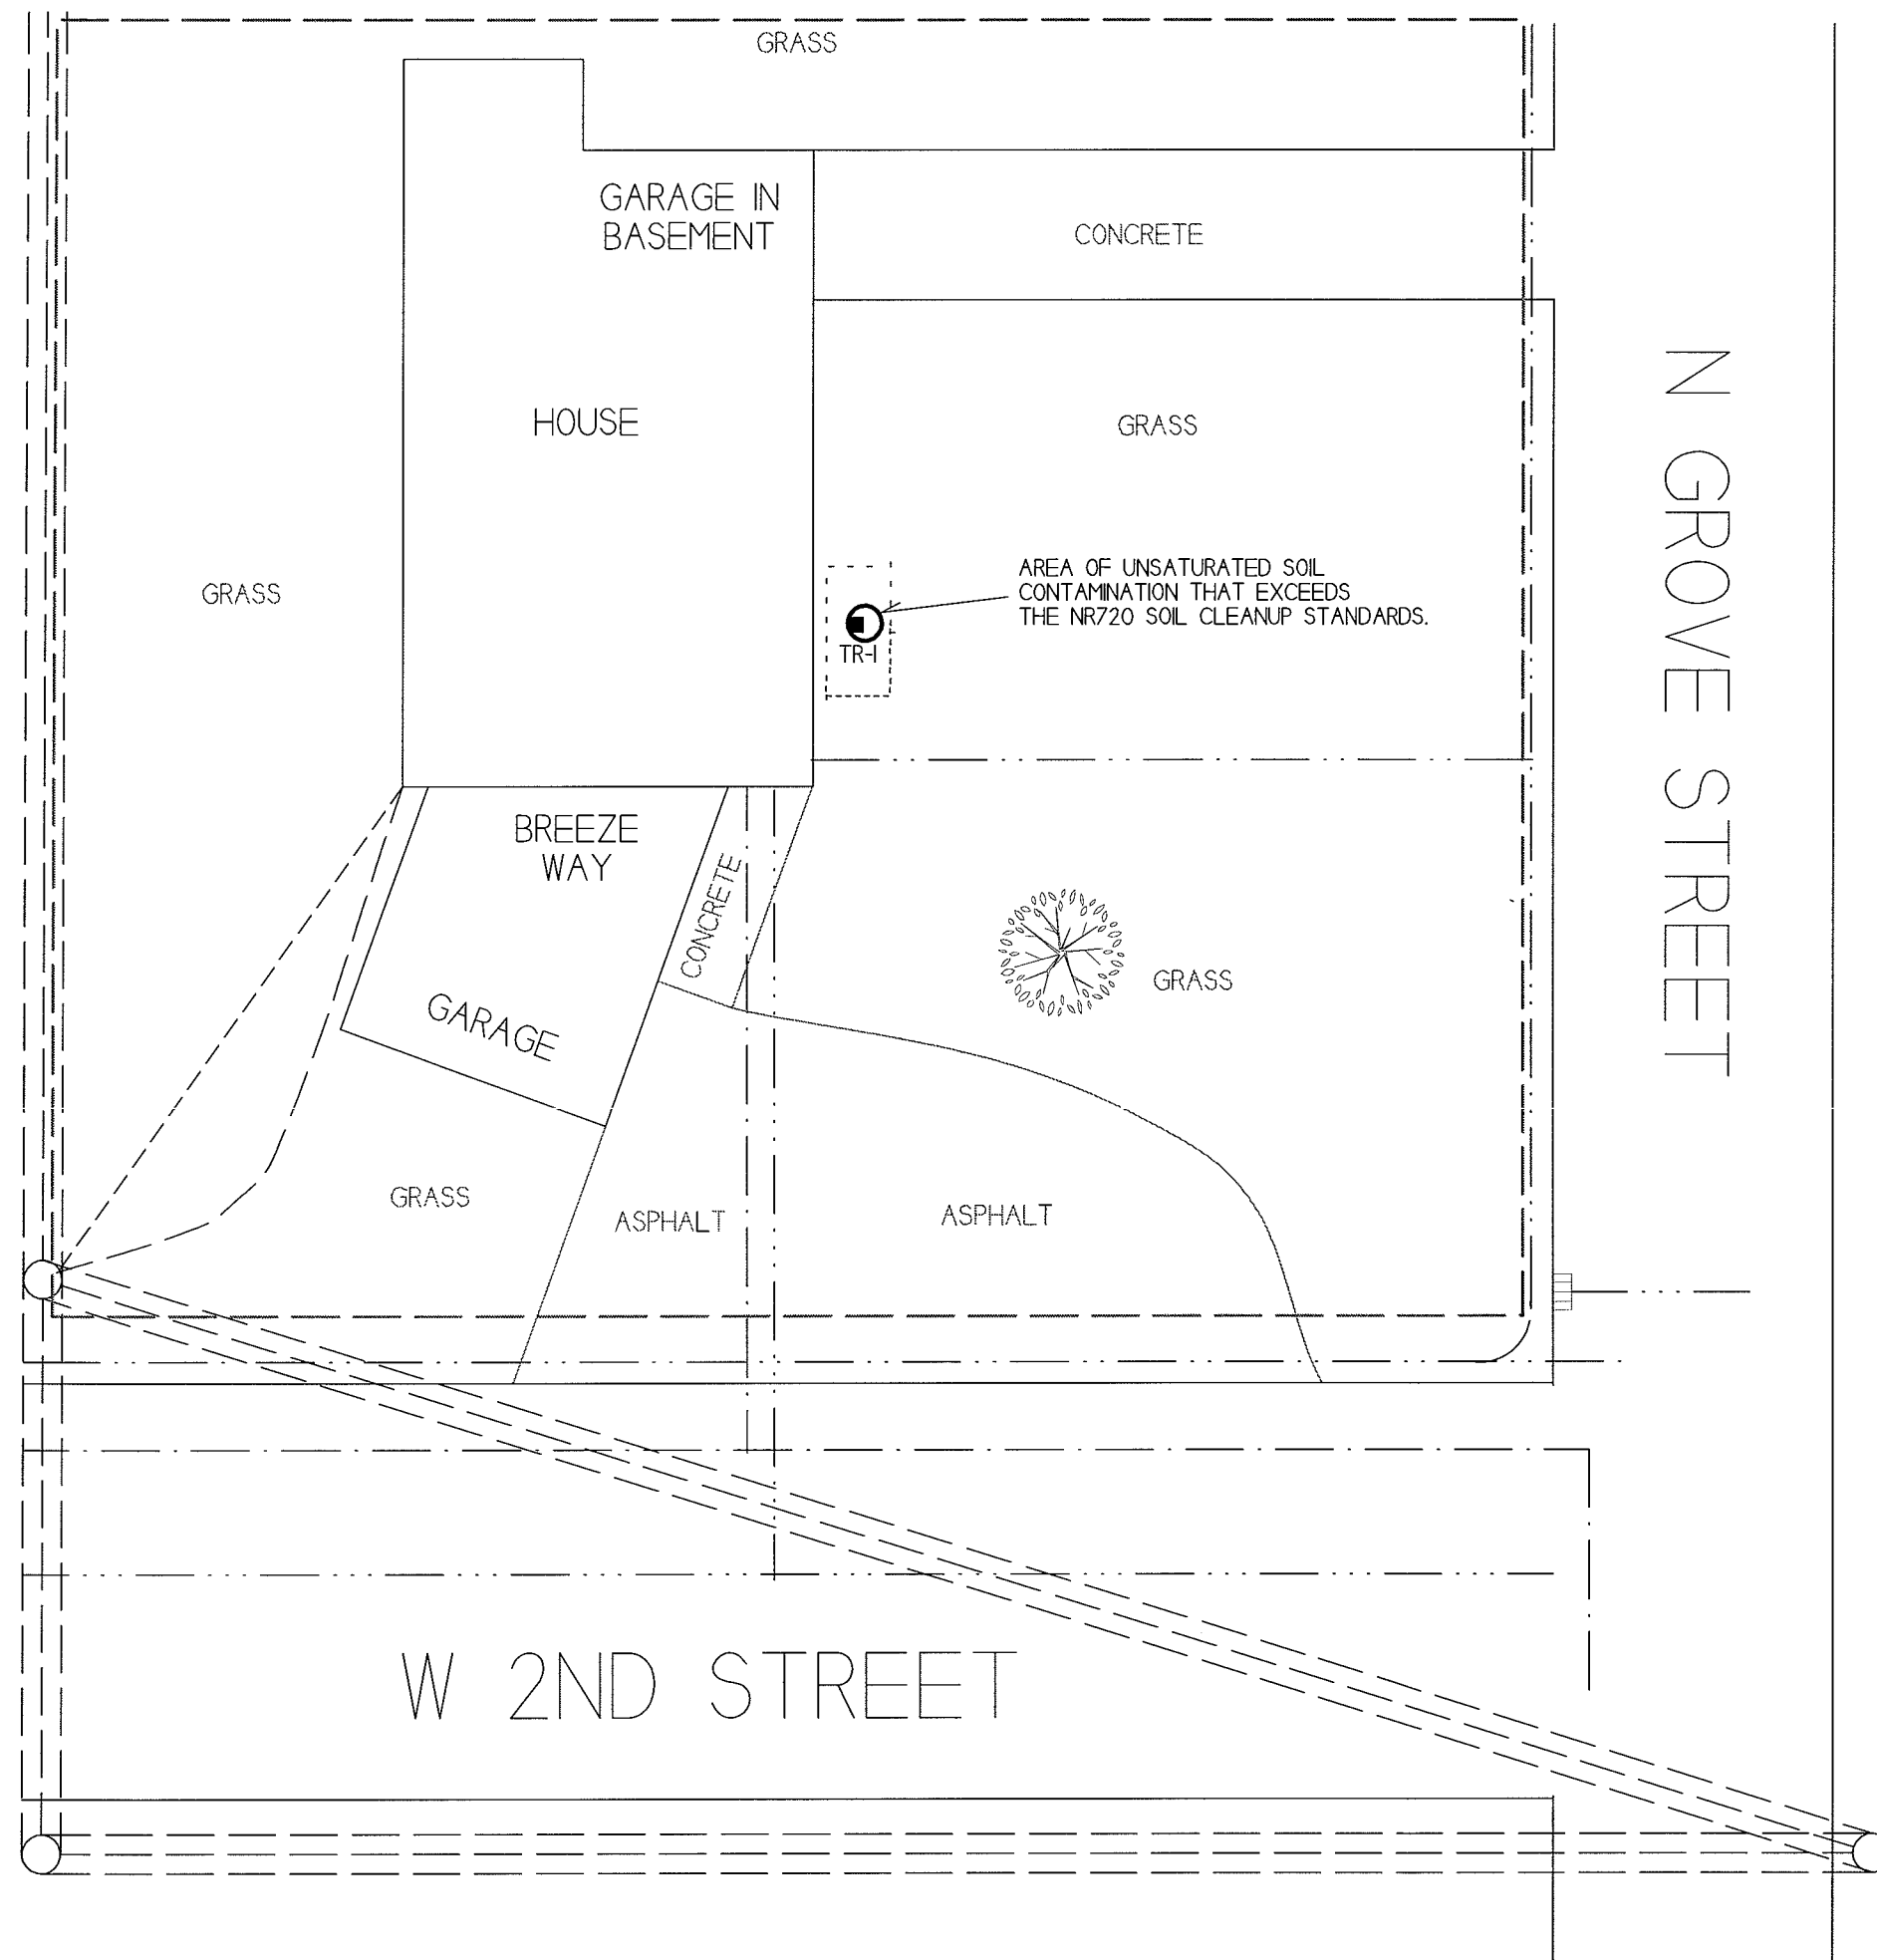 GRASS
GARAGE IN
BASEMENT
CONCRETE
HOUSE
GRASS
N GROVE STREET
GRASS
AREA OF UNSATURATED SOIL
CONTAMINATION THAT EXCEEDS
THE NR720 SOIL CLEANUP STANDARDS.
TR-1
BREEZE
WAY
CONCRETE
GRASS
GARAGE
GRASS
ASPHALT
ASPHALT
W 2ND STREET